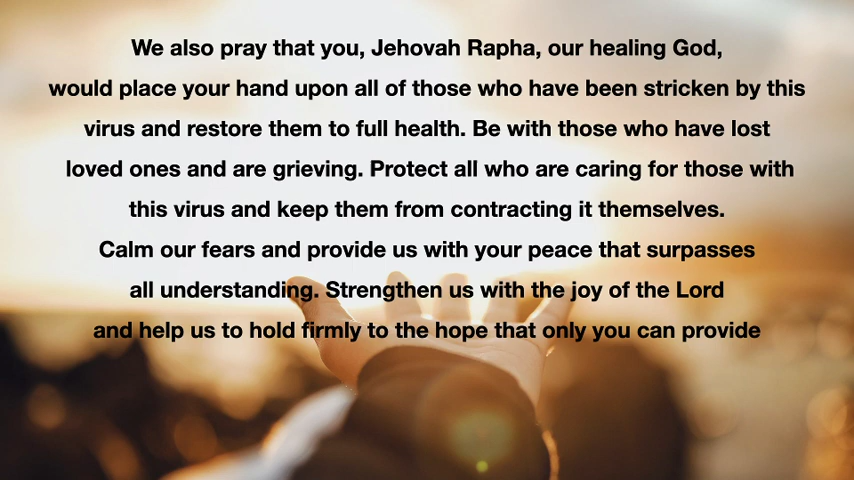 We also pray that you, Jehovah Rapha, our healing God,
would place your hand upon all of those who have been stricken by this
virus and restore them to full health. Be with those who have lost
loved ones and are grieving. Protect all who are caring for those with
this virus and keep them from contracting it themselves.
Calm our fears and provide us with your peace that surpasses
all understanding. Strengthen us with the joy of the Lord
and help us to hold firmly to the hope that only you can provide